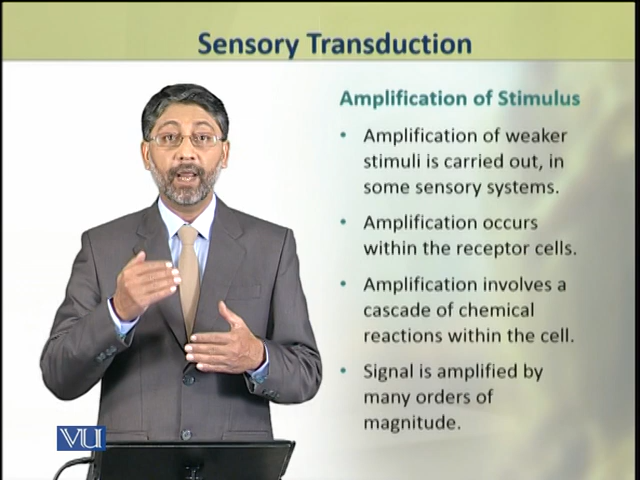 Sensory Transduction
Amplification of Stimulus
• Amplification of weaker
stimuli is carried out, in
some sensory systems.
• Amplification occurs
within the receptor cells.
• Amplification involves a
cascade of chemical
reactions within the cell.
• Signal is amplified by
many orders of
magnitude.
VU